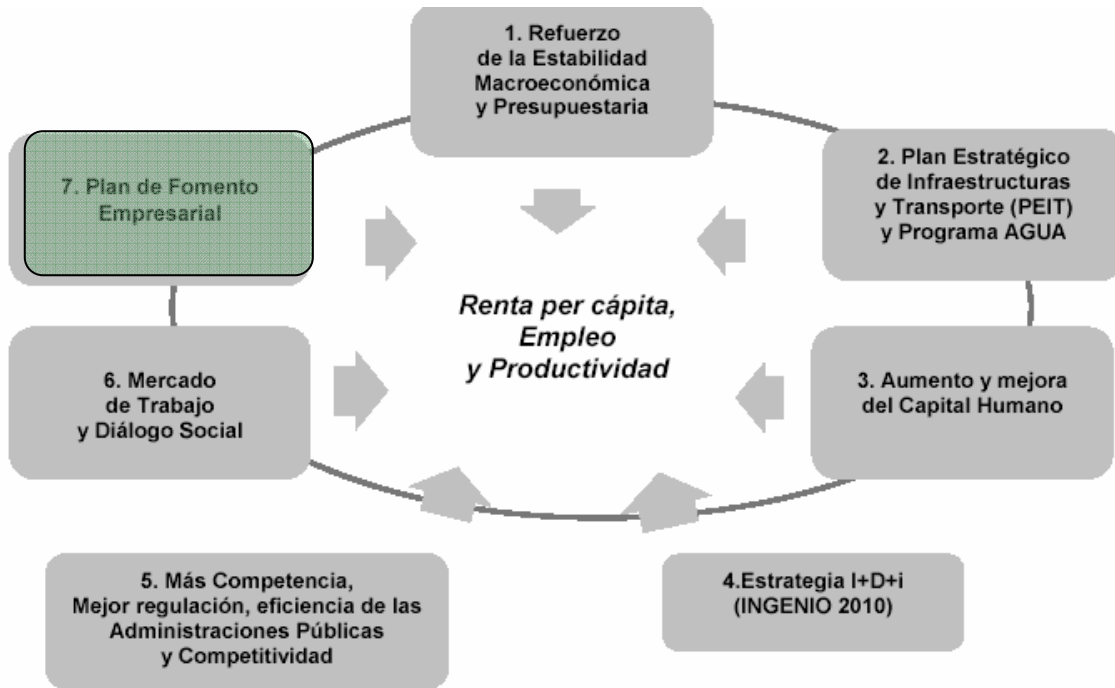 1. Refuerzo
de la Estabilidad
Macroeconómica
y Presupuestaria
2. Plan Estratégico
de Infraestructuras
y Transporte (PEIT)
y Programa AGUA
3. Aumento y mejora
del Capital Humano
4.Estrategia I+D+i
(INGENIO 2010)
5. Más Competencia,
Mejor regulación, eficiencia de las
Administraciones Públicas
y Competitividad
6. Mercado
de Trabajo
y Diálogo Social
7. Plan de Fomento
Empresarial
Renta per cápita,
Empleo
y Productividad